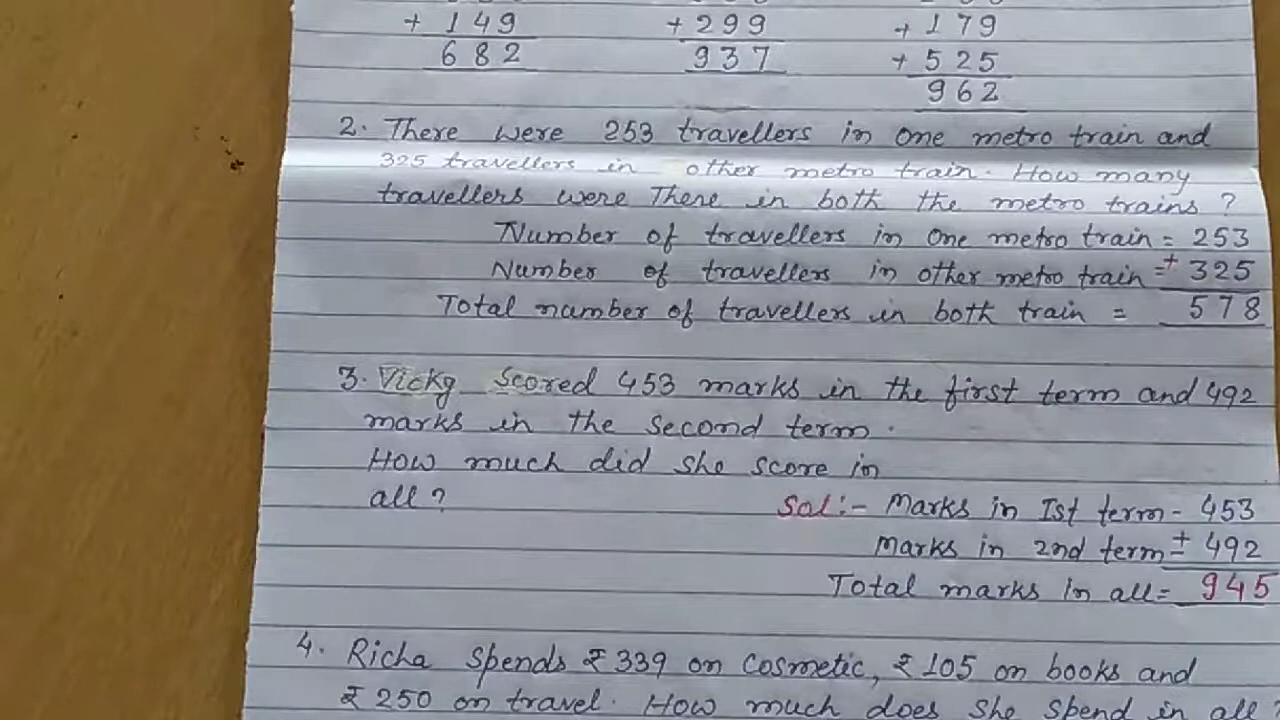 + 149 + 299 + 179
682 937 + 525
962
2. There were 253 travellers in one metro train and
325 travellers in other metro train. How many
travellers were There in both the metro trains ?
Number of travellers in one metro train = 253
Number of travellers in other metro train = + 325
Total number of travellers in both train = 578
3. Vicky scored 453 marks in the first term and 492
marks in the second term.
How much did she score in
all ?
Sol:- Marks in Ist term - 453
Marks in 2nd term = + 492
Total marks in all = 945
4. Richa spends ₹ 339 on cosmetic, ₹ 105 on books and
₹ 250 on travel. How much does she spend in all ?